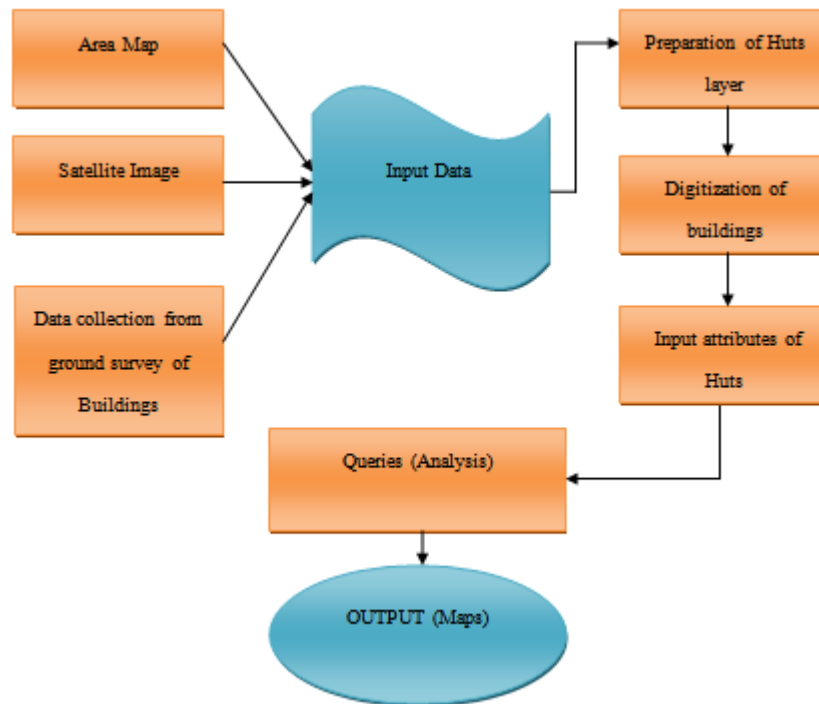 Area Map
Satellite Image
Data collection from
ground survey of
Buildings
Input Data
Preparation of Huts
layer
Digitization of
buildings
Input attributes of
Huts
Queries (Analysis)
OUTPUT (Maps)